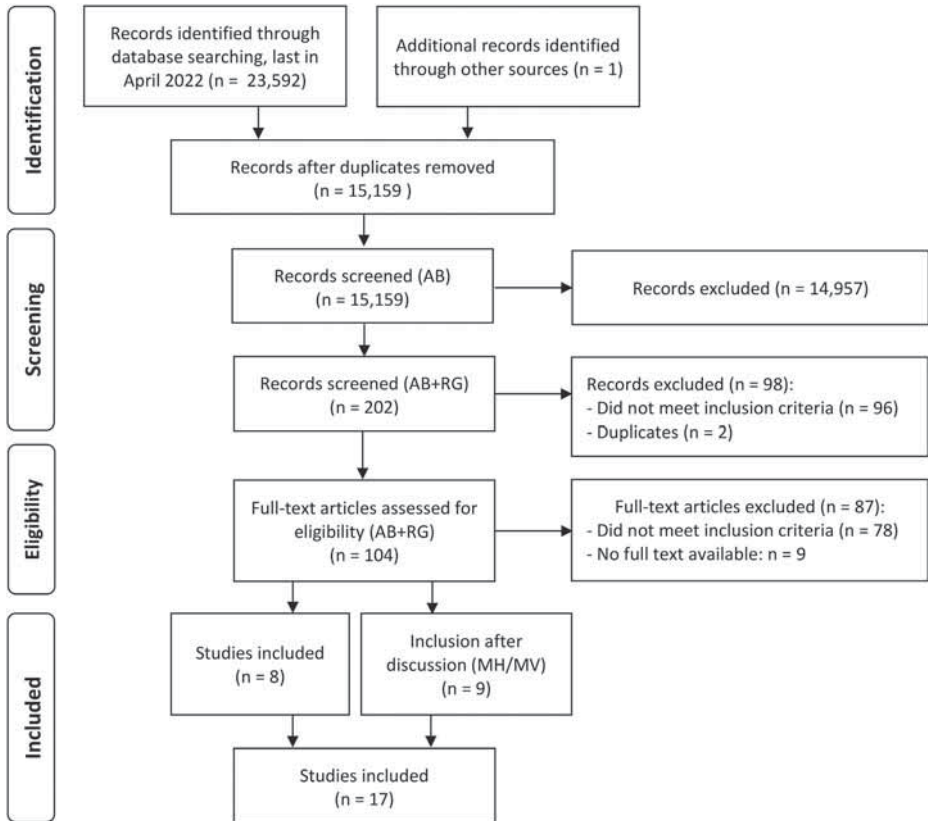 Identification
Records identified through
database searching, last in
April 2022 (n =  23,592)
Additional records identified
through other sources (n = 1)
Records after duplicates removed
(n = 15,159 )
Screening
Records screened (AB)
(n = 15,159)
Records excluded (n = 14,957)
Records screened (AB+RG)
(n = 202)
Records excluded (n = 98):
- Did not meet inclusion criteria (n = 96)
- Duplicates (n = 2)
Eligibility
Full-text articles assessed for
eligibility (AB+RG)
(n = 104)
Full-text articles excluded (n = 87):
- Did not meet inclusion criteria (n = 78)
- No full text available: n = 9
Included
Studies included
(n = 8)
Inclusion after
discussion (MH/MV)
(n = 9)
Studies included
(n = 17)